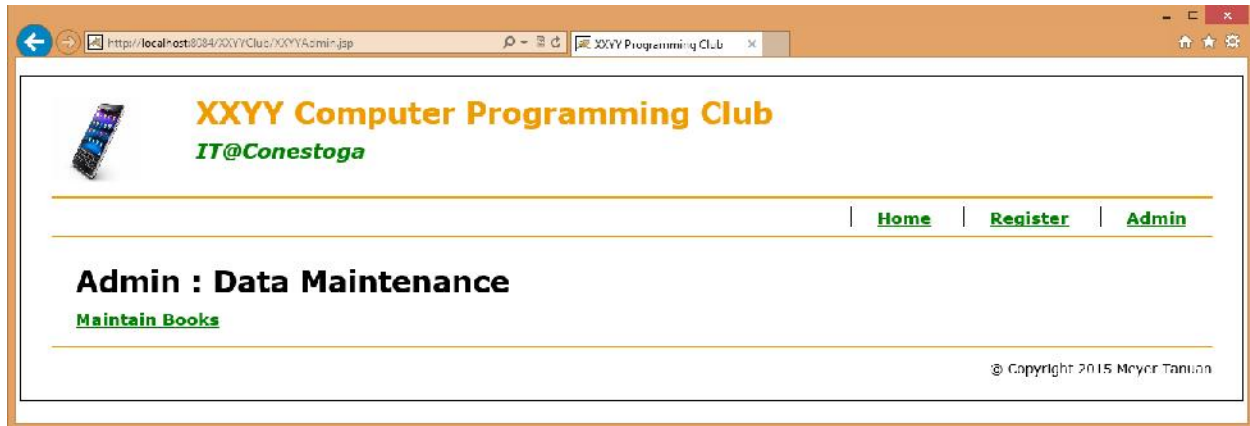 http://localhost:8084/XXYYClub/XXYYAdmin.jsp
XXYY Programming Club
XXYY Computer Programming Club
IT@Conestoga
Home | Register | Admin
Admin : Data Maintenance
Maintain Books
© Copyright 2015 Meyer Tanuan